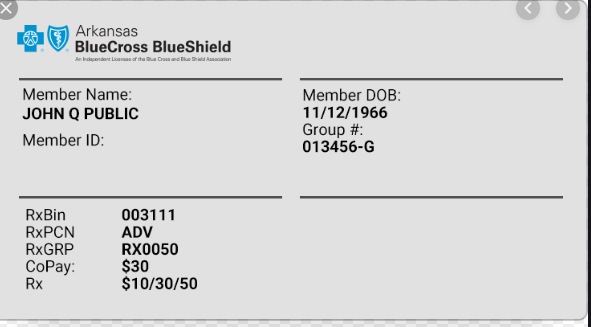 Arkansas
BlueCross BlueShield
An Independent Licensee of the Blue Cross and Blue Shield Association
Member Name:
JOHN Q PUBLIC
Member ID:
Member DOB:
11/12/1966
Group #:
013456-G
RxBin 003111
RxPCN ADV
RxGRP RX0050
CoPay: $30
Rx $10/30/50